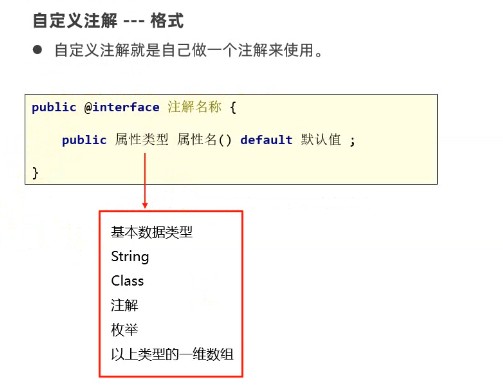 自定义注解 --- 格式
● 自定义注解就是自己做一个注解来使用。
public @interface 注解名称 {
public 属性类型 属性名() default 默认值 ;
}
基本数据类型
String
Class
注解
枚举
以上类型的一维数组